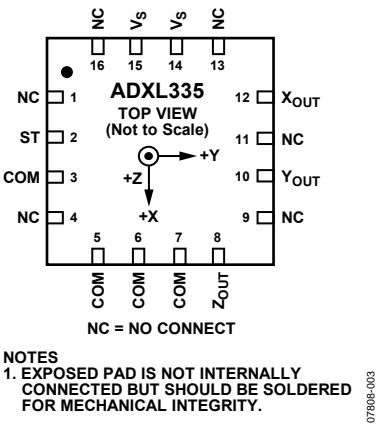 NC VS VS NC
16 15 14 13
ADXL335
TOP VIEW
(Not to Scale)
NC 1
ST 2
COM 3
NC 4
12 XOUT
11 NC
10 YOUT
9 NC
+Y
+Z
+X
5 6 7 8
COM COM COM ZOUT
NC = NO CONNECT
NOTES
1. EXPOSED PAD IS NOT INTERNALLY
CONNECTED BUT SHOULD BE SOLDERED
FOR MECHANICAL INTEGRITY.
07808-003